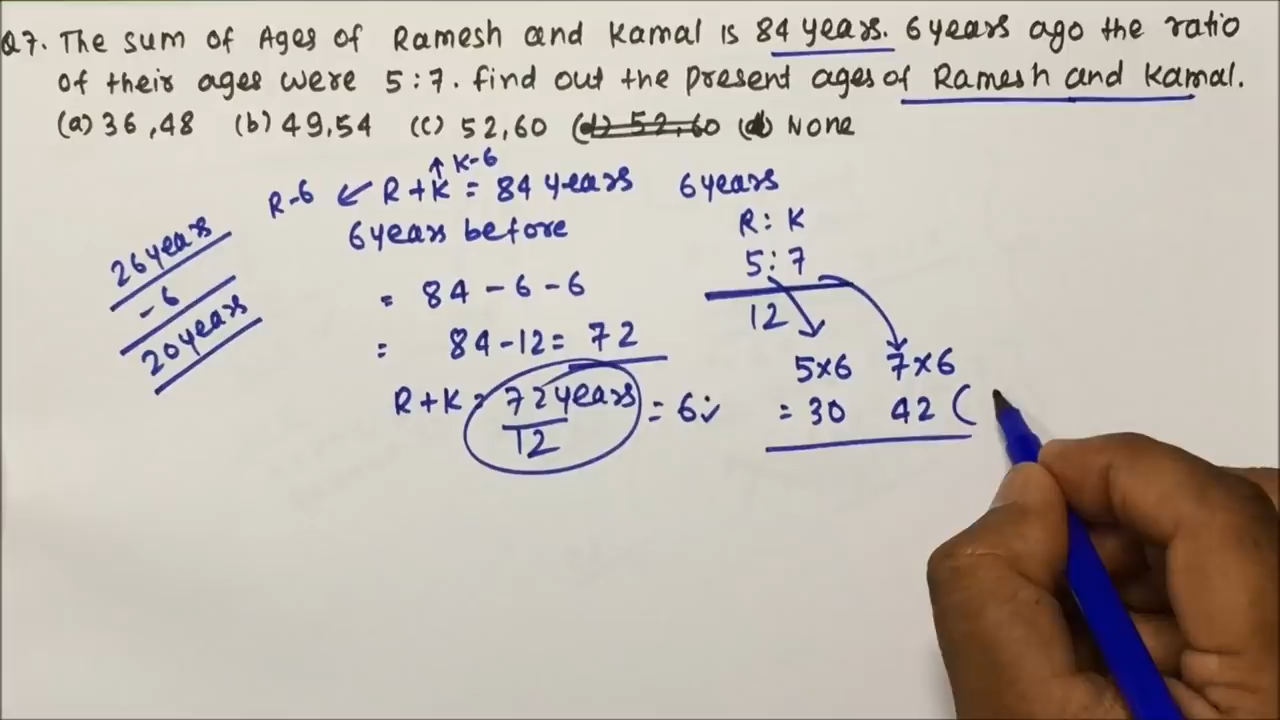 Q7. The sum of Ages of Ramesh and Kamal is 84 years. 6 years ago the ratio
of their ages were 5:7. find out the present ages of Ramesh and Kamal.
(a) 36,48 (b) 49,54 (c) 52,60 (d) 52,60 (d) None
K-6
R-6 ↙ R+K = 84 years
6 years before
= 84 - 6 - 6
= 84 - 12 = 72
R+K = 72 years
12
= 6
26 years
- 6
20 years
6 years
R : K
5 : 7
12
5×6 7×6
= 30 42 (